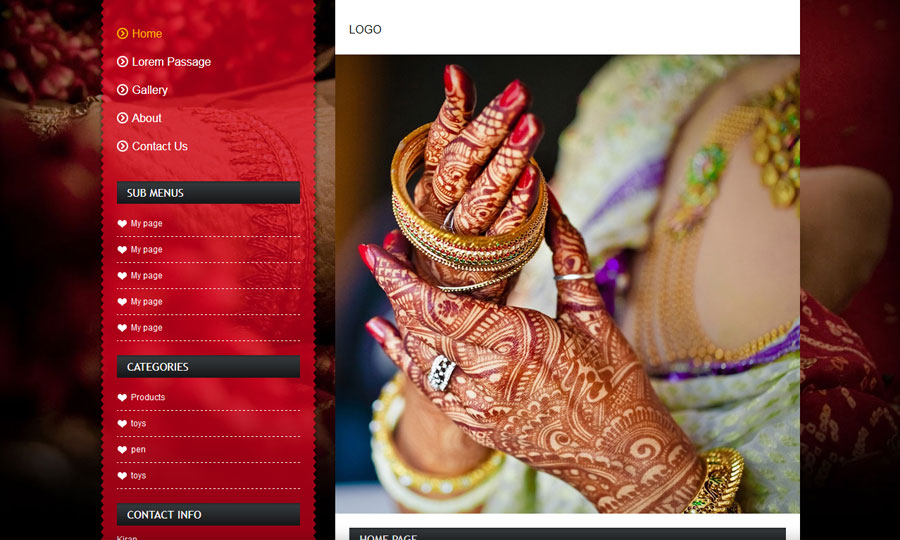 Home
Lorem Passage
Gallery
About
Contact Us
SUB MENUS
My page
My page
My page
My page
My page
CATEGORIES
Products
toys
pen
toys
CONTACT INFO
Kiran
LOGO
HOME PAGE